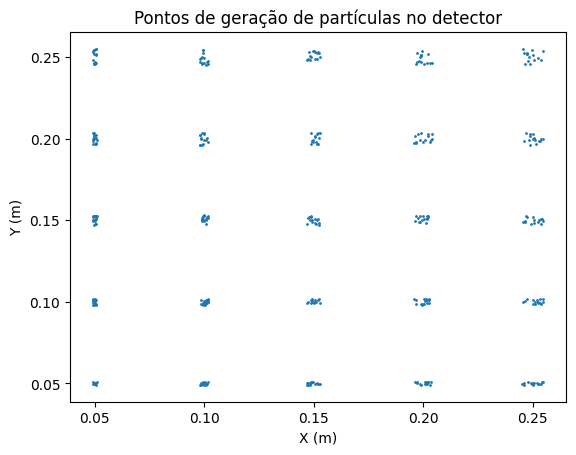 Pontos de geração de partículas no detector
0.25
0.20
0.15
0.10
0.05
Y (m)
0.05 0.10 0.15 0.20 0.25
X (m)